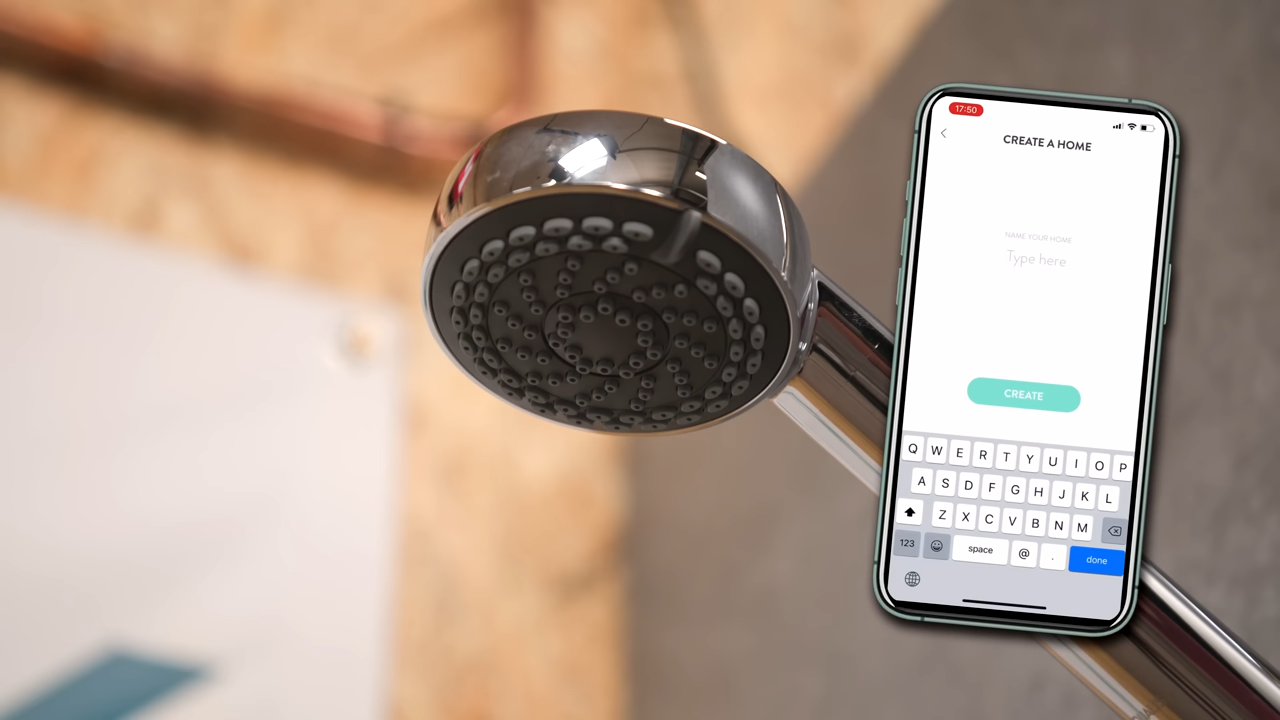 17:50
CREATE A HOME
NAME YOUR HOME
Type here
CREATE
Q W E R T Y U I O P
A S D F G H J K L
Z X C V B N M
123 space @ . done